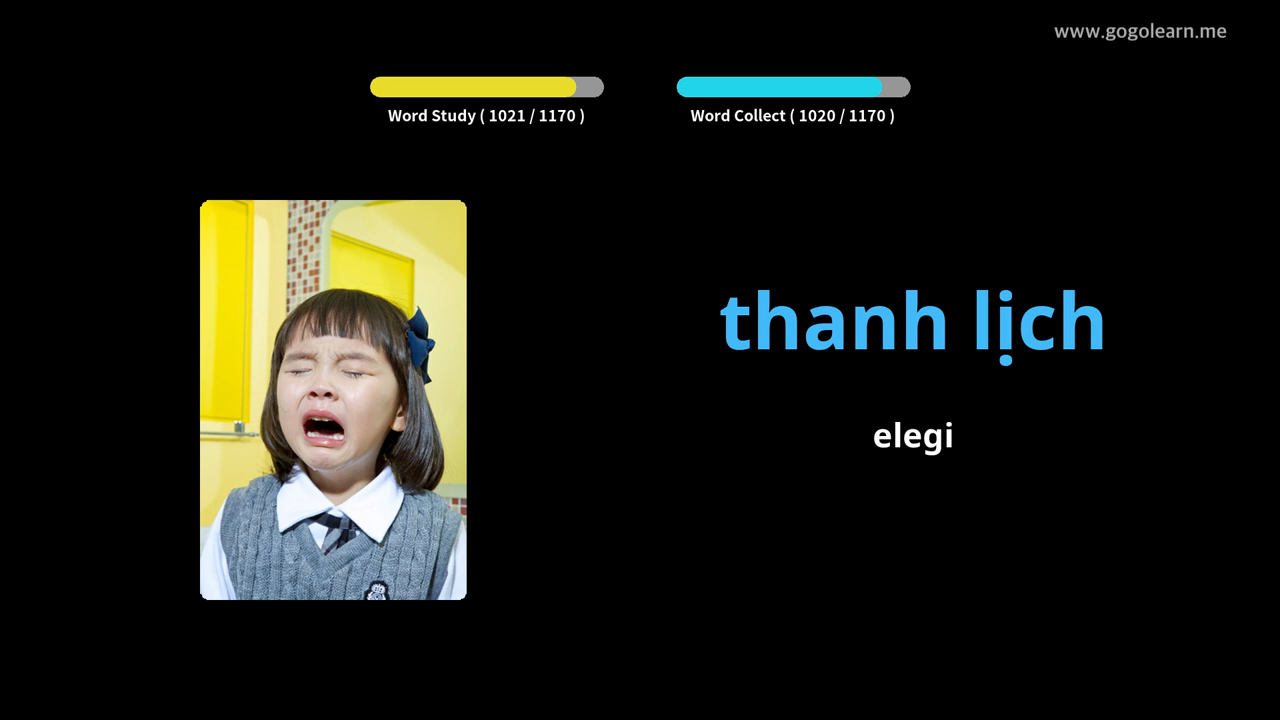 www.gogolearn.me
Word Study ( 1021 / 1170 )
Word Collect ( 1020 / 1170 )
thanh lịch
elegi